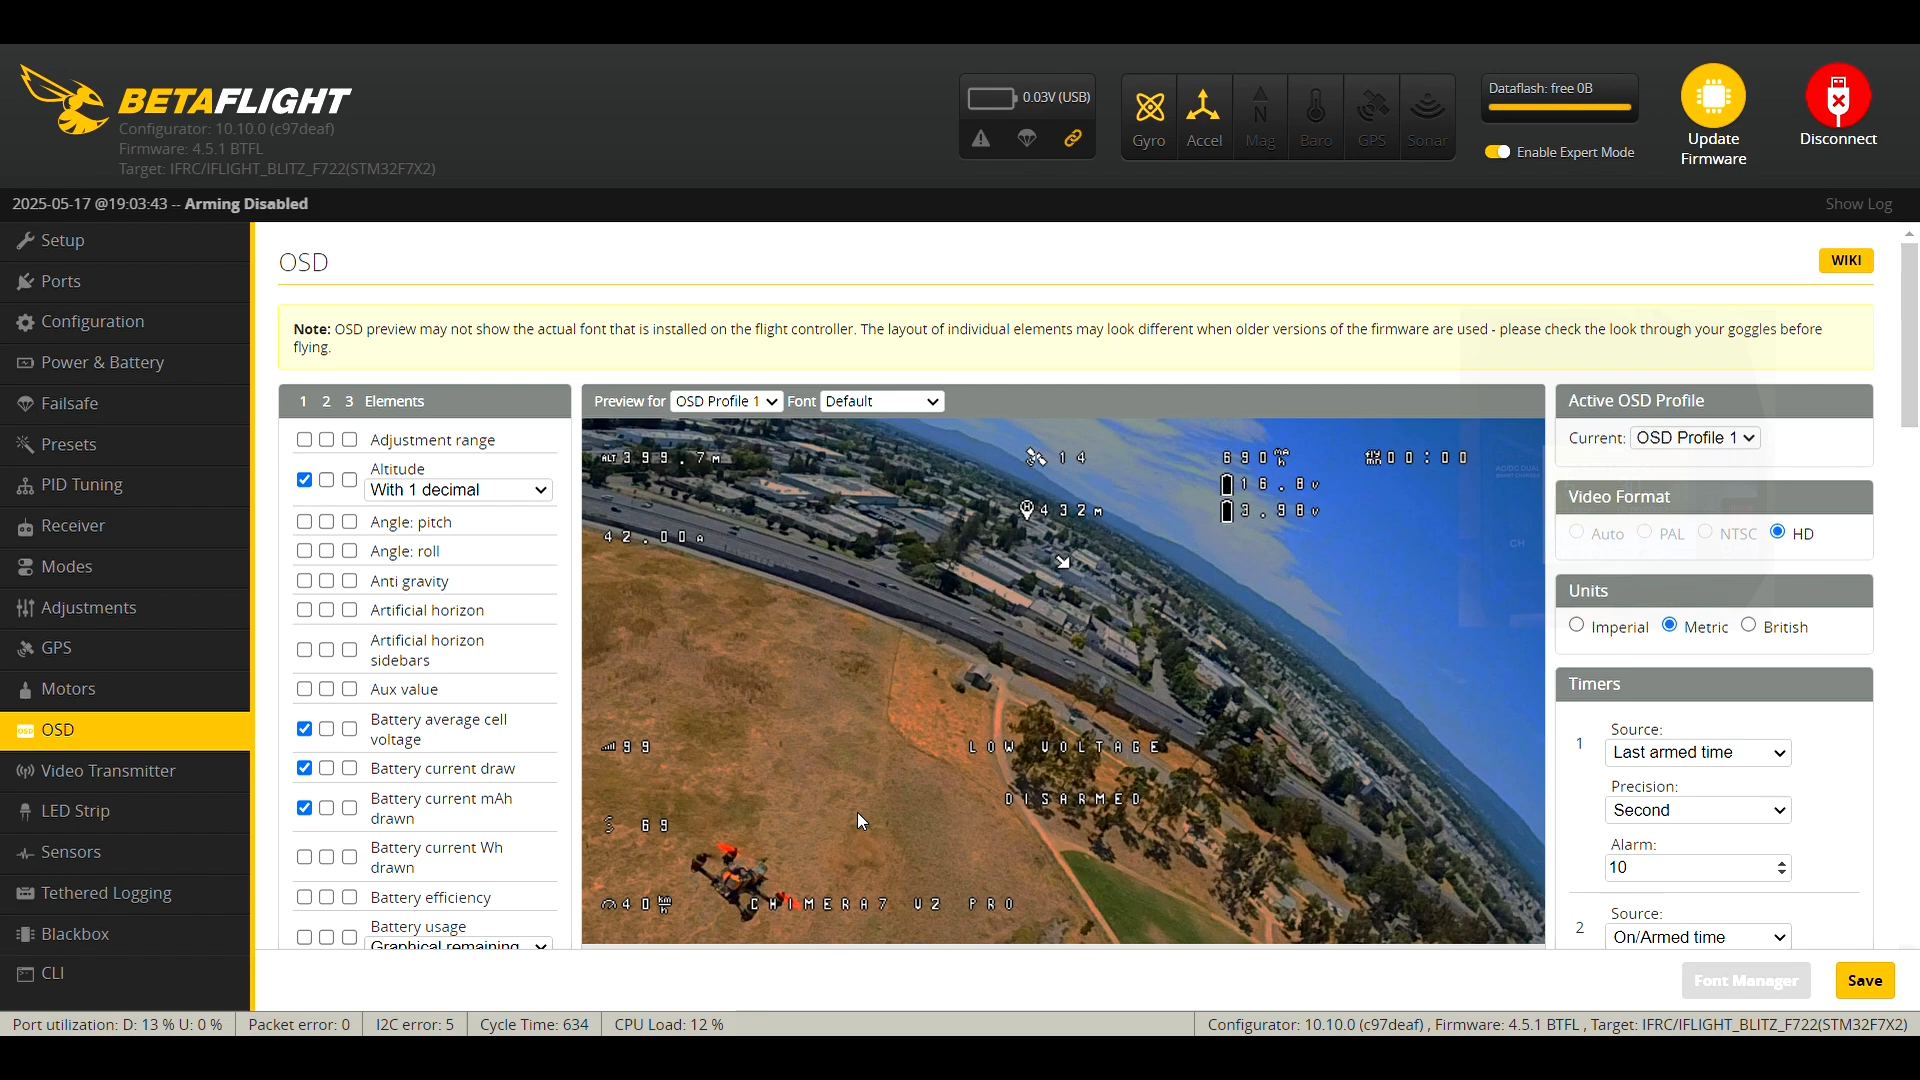 BETAFLIGHT
Configurator: 10.10.0 (c97deaf)
Firmware: 4.5.1 BTFL
Target: IFRC/IFLIGHT_BLITZ_F722(STM32F7X2)
0.03V (USB)
Gyro
Accel
Mag
Baro
GPS
Sonar
Dataflash: free 0B
Enable Expert Mode
Update
Firmware
Disconnect
2025-05-17 @19:03:43 -- Arming Disabled
Show Log
Setup
Ports
Configuration
Power & Battery
Failsafe
Presets
PID Tuning
Receiver
Modes
Adjustments
GPS
Motors
OSD
Video Transmitter
LED Strip
Sensors
Tethered Logging
Blackbox
CLI
OSD
WIKI
Note: OSD preview may not show the actual font that is installed on the flight controller. The layout of individual elements may look different when older versions of the firmware are used - please check the look through your goggles before
flying.
1 2 3 Elements
Adjustment range
Altitude
With 1 decimal
Angle: pitch
Angle: roll
Anti gravity
Artificial horizon
Artificial horizon
sidebars
Aux value
Battery average cell
voltage
Battery current draw
Battery current mAh
drawn
Battery current Wh
drawn
Battery efficiency
Battery usage
Graphical remaining
Preview for OSD Profile 1 Font Default
ALT 399.7M
14
690 mAh
fly mn 00:00
16.8V
432M
3.98V
42.00A
99
LOW VOLTAGE
DISARMED
69
40 km/h
CHIMERA7 V2 PRO
Active OSD Profile
Current: OSD Profile 1
Video Format
Auto PAL NTSC HD
Units
Imperial Metric British
Timers
1
Source:
Last armed time
Precision:
Second
Alarm:
10
2
Source:
On/Armed time
Font Manager
Save
Port utilization: D: 13 % U: 0 %
Packet error: 0
I2C error: 5
Cycle Time: 634
CPU Load: 12 %
Configurator: 10.10.0 (c97deaf) , Firmware: 4.5.1 BTFL , Target: IFRC/IFLIGHT_BLITZ_F722(STM32F7X2)